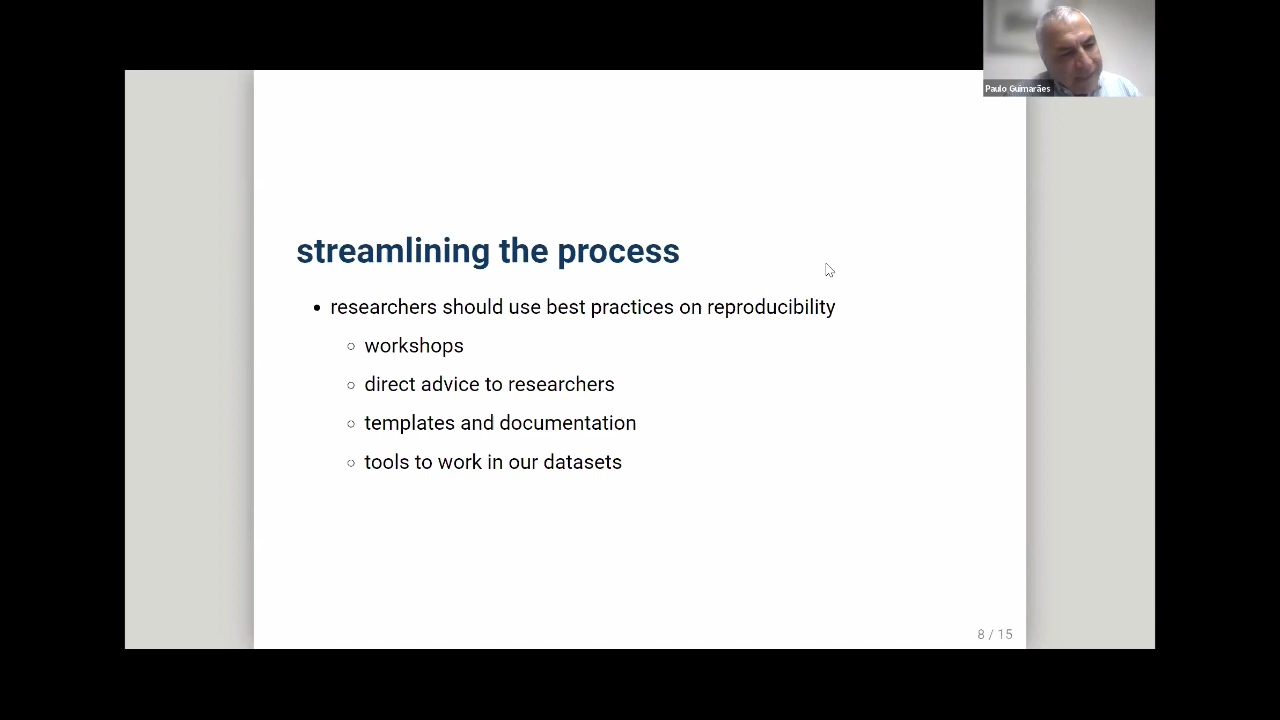 Paulo Guimarães
streamlining the process
• researchers should use best practices on reproducibility
○ workshops
○ direct advice to researchers
○ templates and documentation
○ tools to work in our datasets
8 / 15